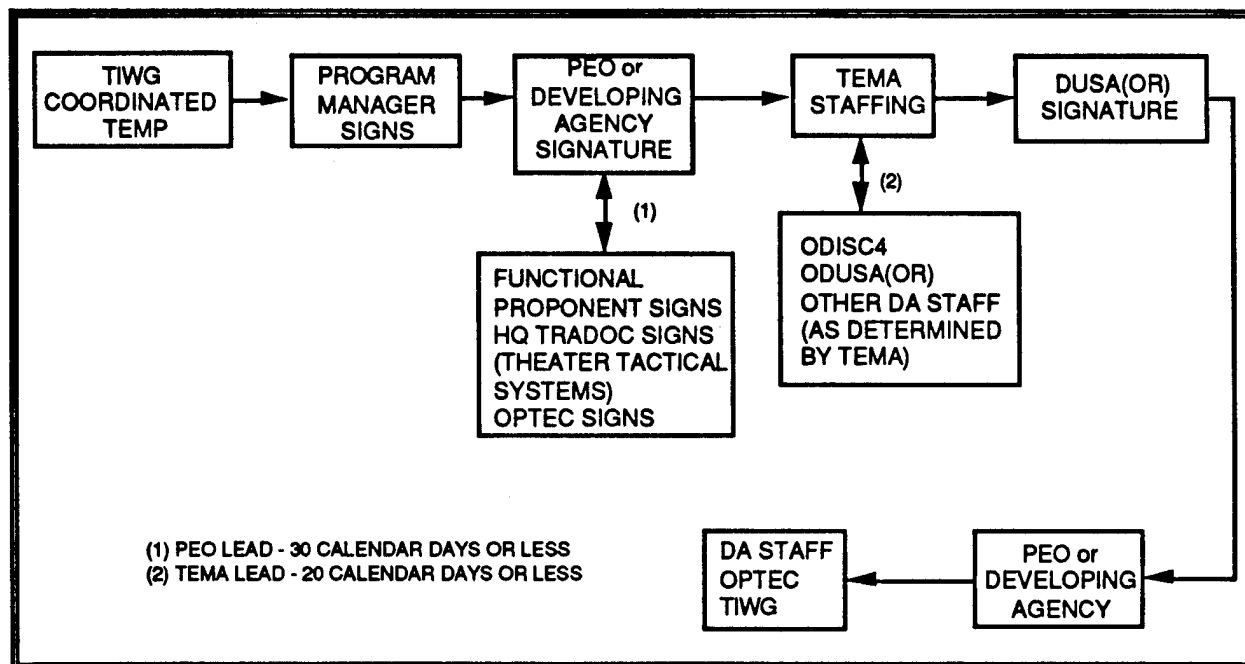 TIWG
COORDINATED
TEMP
PROGRAM
MANAGER
SIGNS
PEO or
DEVELOPING
AGENCY
SIGNATURE
TEMA
STAFFING
DUSA(OR)
SIGNATURE
(1)
(2)
FUNCTIONAL
PROPONENT SIGNS
HQ TRADOC SIGNS
(THEATER TACTICAL
SYSTEMS)
OPTEC SIGNS
ODISC4
ODUSA(OR)
OTHER DA STAFF
(AS DETERMINED
BY TEMA)
(1) PEO LEAD - 30 CALENDAR DAYS OR LESS
(2) TEMA LEAD - 20 CALENDAR DAYS OR LESS
DA STAFF
OPTEC
TIWG
PEO or
DEVELOPING
AGENCY